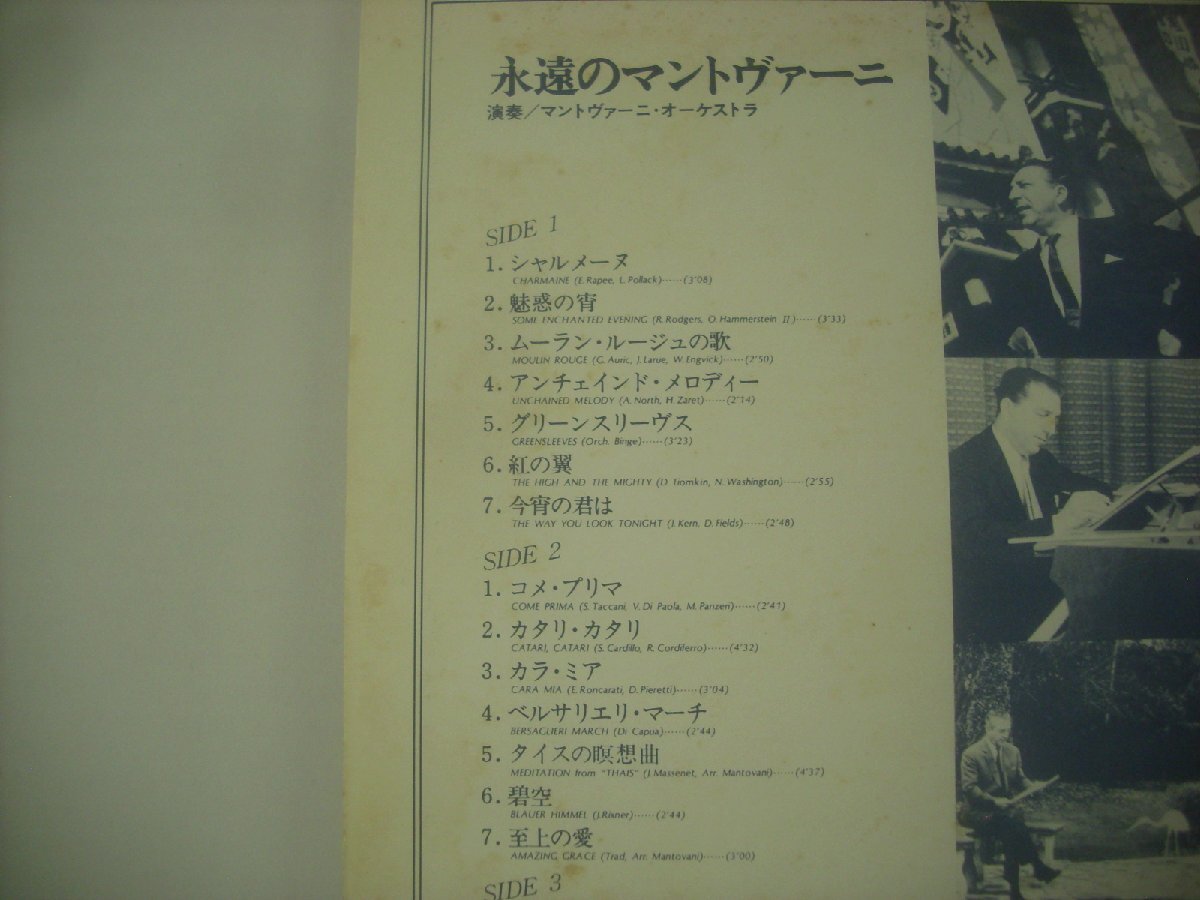 永遠のマントヴァーニ
演奏/マントヴァーニ・オーケストラ
SIDE 1
1. シャルメーヌ
CHARMAINE (E. Rapee, L. Pollack)……(3'08)
2. 魅惑の宵
SOME ENCHANTED EVENING (R. Rodgers, O. Hammerstein II)……(3'33)
3. ムーラン・ルージュの歌
MOULIN ROUGE (G. Auric, J. Larue, W. Engvick)……(2'50)
4. アンチェインド・メロディー
UNCHAINED MELODY (A. North, H. Zaret)……(2'14)
5. グリーンスリーヴス
GREENSLEEVES (Orch. Binge)……(3'23)
6. 紅の翼
THE HIGH AND THE MIGHTY (D. Tiomkin, N. Washington)……(2'55)
7. 今宵の君は
THE WAY YOU LOOK TONIGHT (J. Kern, D. Fields)……(2'48)
SIDE 2
1. コメ・プリマ
COME PRIMA (S. Taccani, V. Di Paola, M. Panzeri)……(2'41)
2. カタリ・カタリ
CATARI, CATARI (S. Cardillo, R. Cordiferro)……(4'32)
3. カラ・ミア
CARA MIA (E. Roncarati, D. Pieretti)……(3'04)
4. ベルサリエリ・マーチ
BERSAGLIERI MARCH (Di Capua)……(2'44)
5. タイスの瞑想曲
MEDITATION from "THAIS" (J. Massenet, Arr. Mantovani)……(4'37)
6. 碧空
BLAUER HIMMEL (J. Rixner)……(2'44)
7. 至上の愛
AMAZING GRACE (Trad, Arr. Mantovani)……(3'00)
SIDE 3